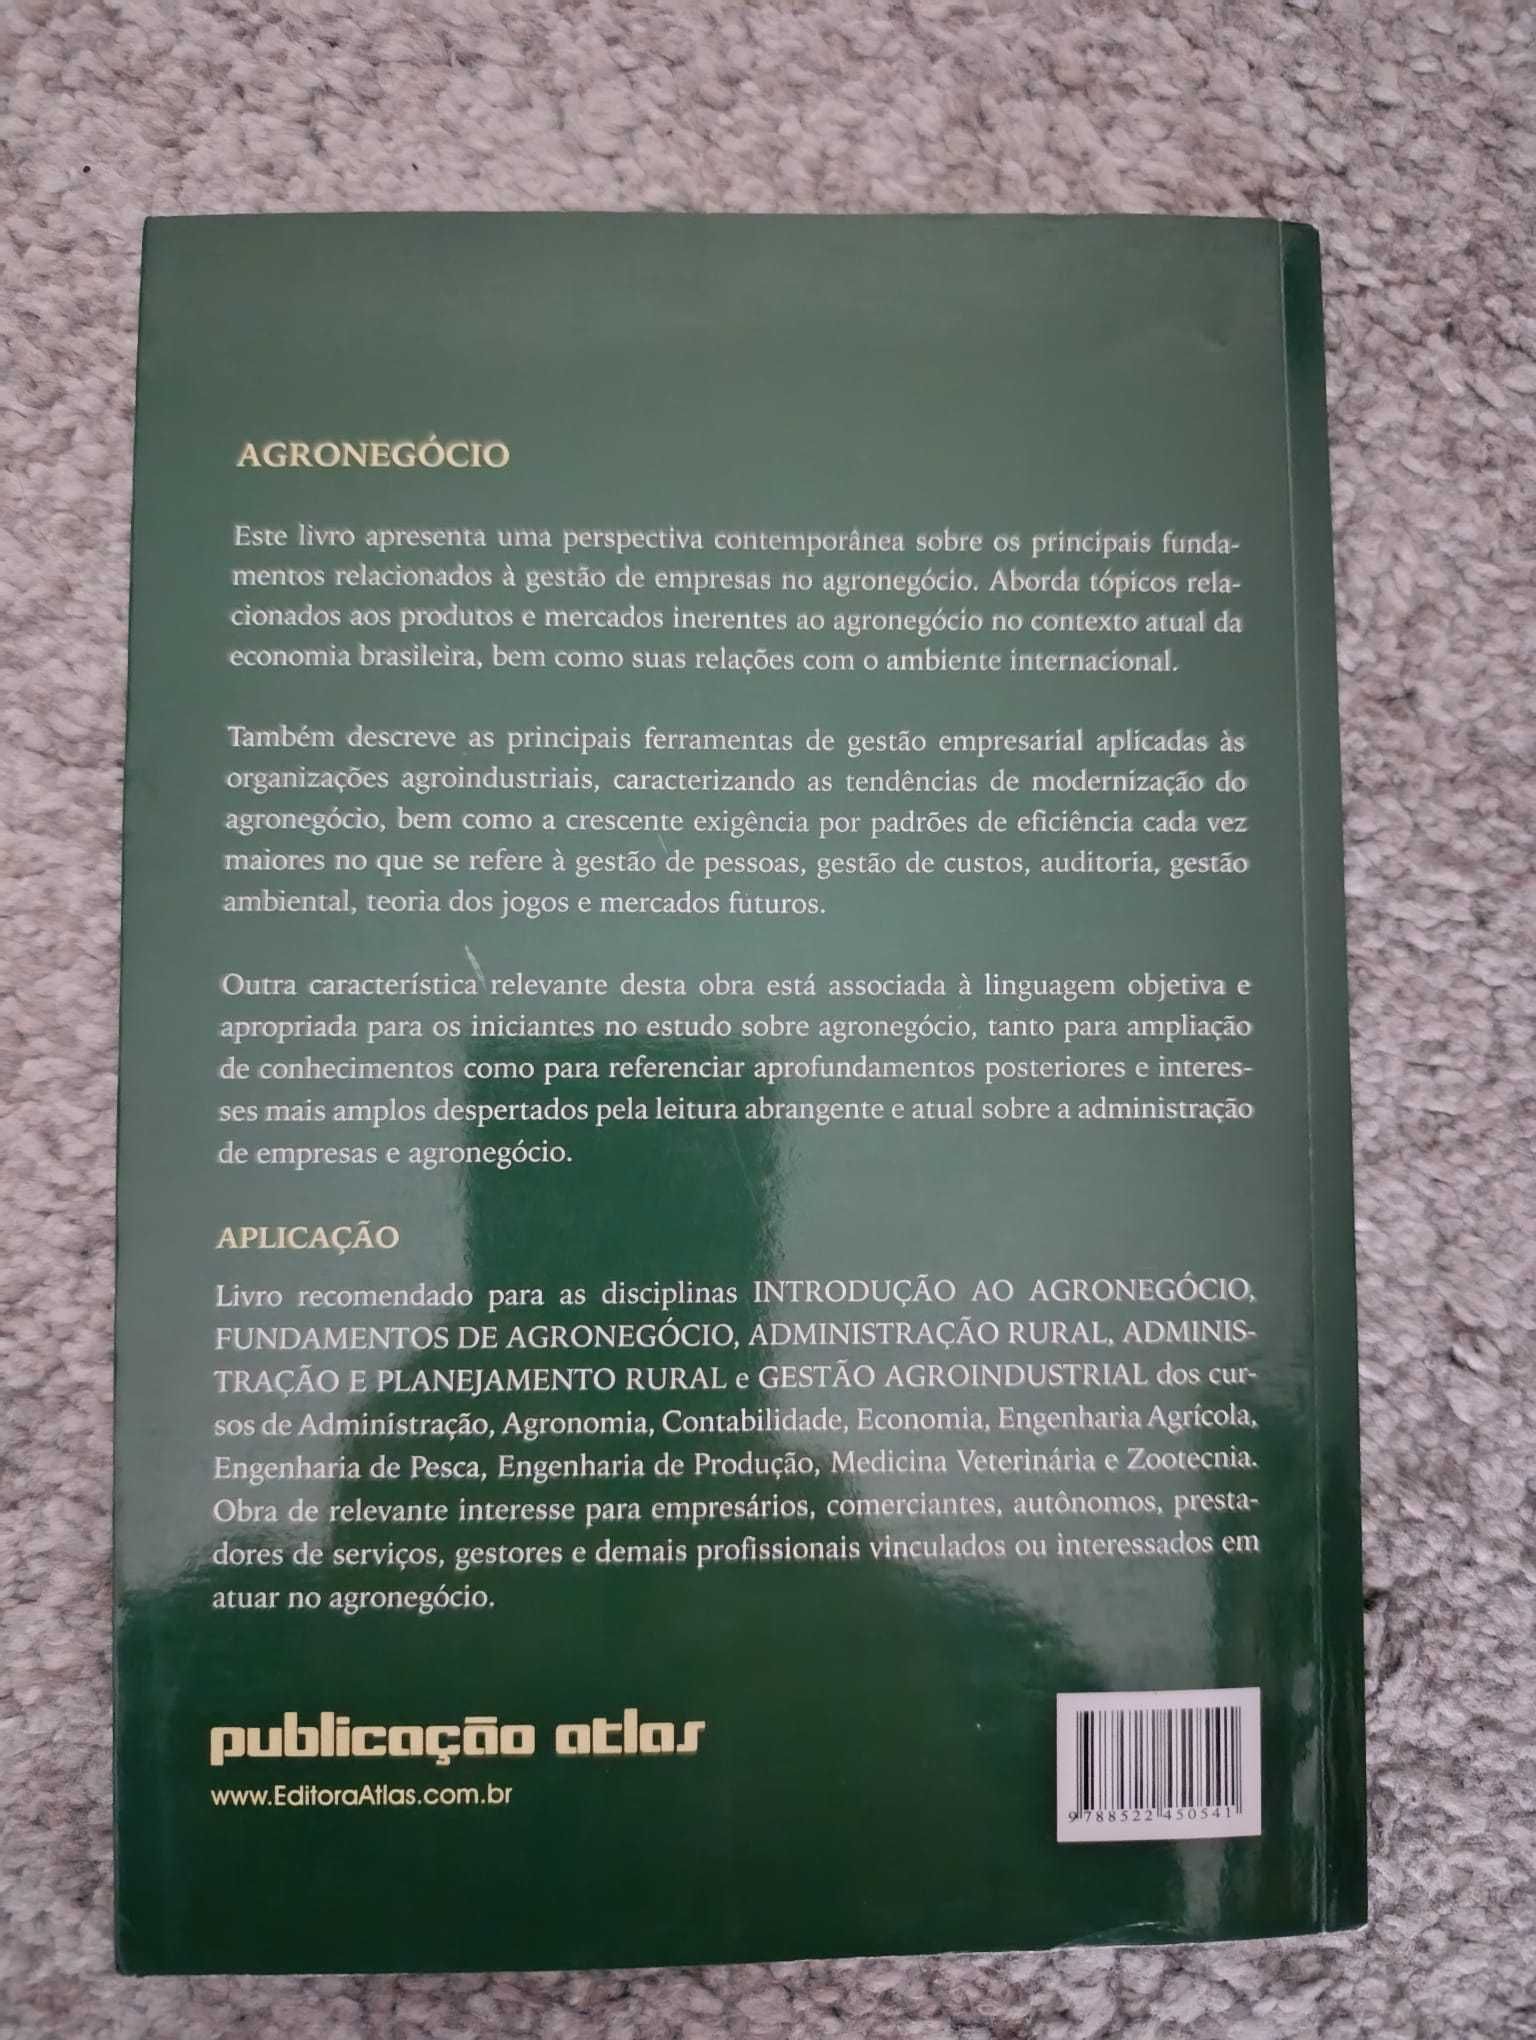 AGRONEGÓCIO
Este livro apresenta uma perspectiva contemporânea sobre os principais funda-
mentos relacionados à gestão de empresas no agronegócio. Aborda tópicos rela-
cionados aos produtos e mercados inerentes ao agronegócio no contexto atual da
economia brasileira, bem como suas relações com o ambiente internacional.
Também descreve as principais ferramentas de gestão empresarial aplicadas às
organizações agroindustriais, caracterizando as tendências de modernização do
agronegócio, bem como a crescente exigência por padrões de eficiência cada vez
maiores no que se refere à gestão de pessoas, gestão de custos, auditoria, gestão
ambiental, teoria dos jogos e mercados futuros.
Outra característica relevante desta obra está associada à linguagem objetiva e
apropriada para os iniciantes no estudo sobre agronegócio, tanto para ampliação
de conhecimentos como para referenciar aprofundamentos posteriores e interes-
ses mais amplos despertados pela leitura abrangente e atual sobre a administração
de empresas e agronegócio.
APLICAÇÃO
Livro recomendado para as disciplinas INTRODUÇÃO AO AGRONEGÓCIO,
FUNDAMENTOS DE AGRONEGÓCIO, ADMINISTRAÇÃO RURAL, ADMINIS-
TRAÇÃO E PLANEJAMENTO RURAL e GESTÃO AGROINDUSTRIAL dos cur-
sos de Administração, Agronomia, Contabilidade, Economia, Engenharia Agrícola,
Engenharia de Pesca, Engenharia de Produção, Medicina Veterinária e Zootecnia.
Obra de relevante interesse para empresários, comerciantes, autônomos, presta-
dores de serviços, gestores e demais profissionais vinculados ou interessados em
atuar no agronegócio.
publicação atlas
www.EditoraAtlas.com.br
9 788522 450541